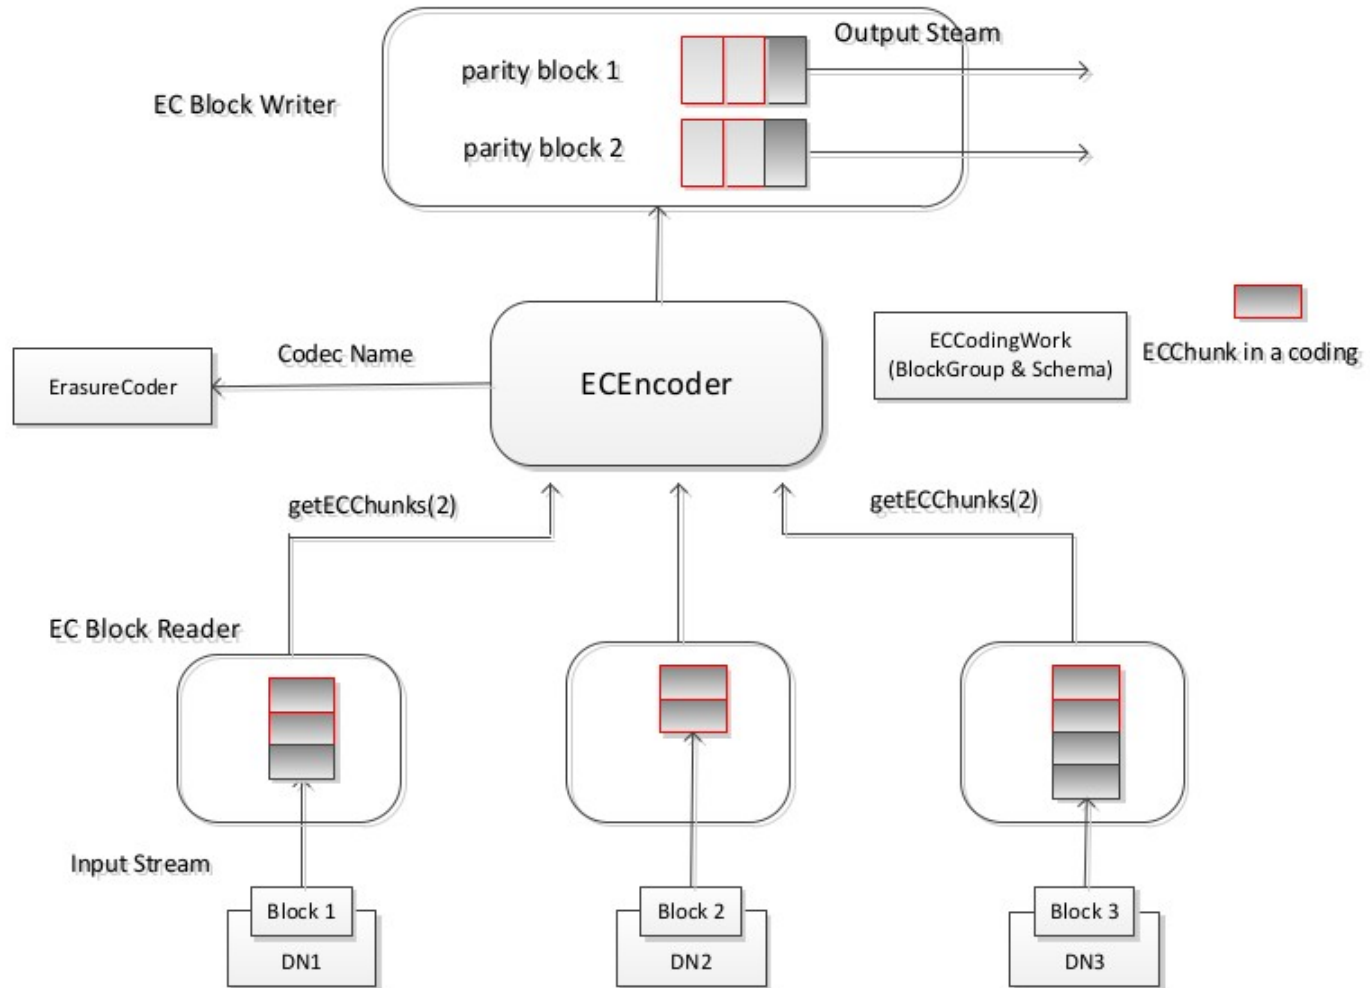 Output Steam
parity block 1
EC Block Writer
parity block 2
ECCodingWork
(BlockGroup & Schema)
ECChunk in a coding
Codec Name
ErasureCoder
ECEncoder
getECChunks(2)
getECChunks(2)
EC Block Reader
Input Stream
Block 1
Block 2
Block 3
DN1
DN2
DN3